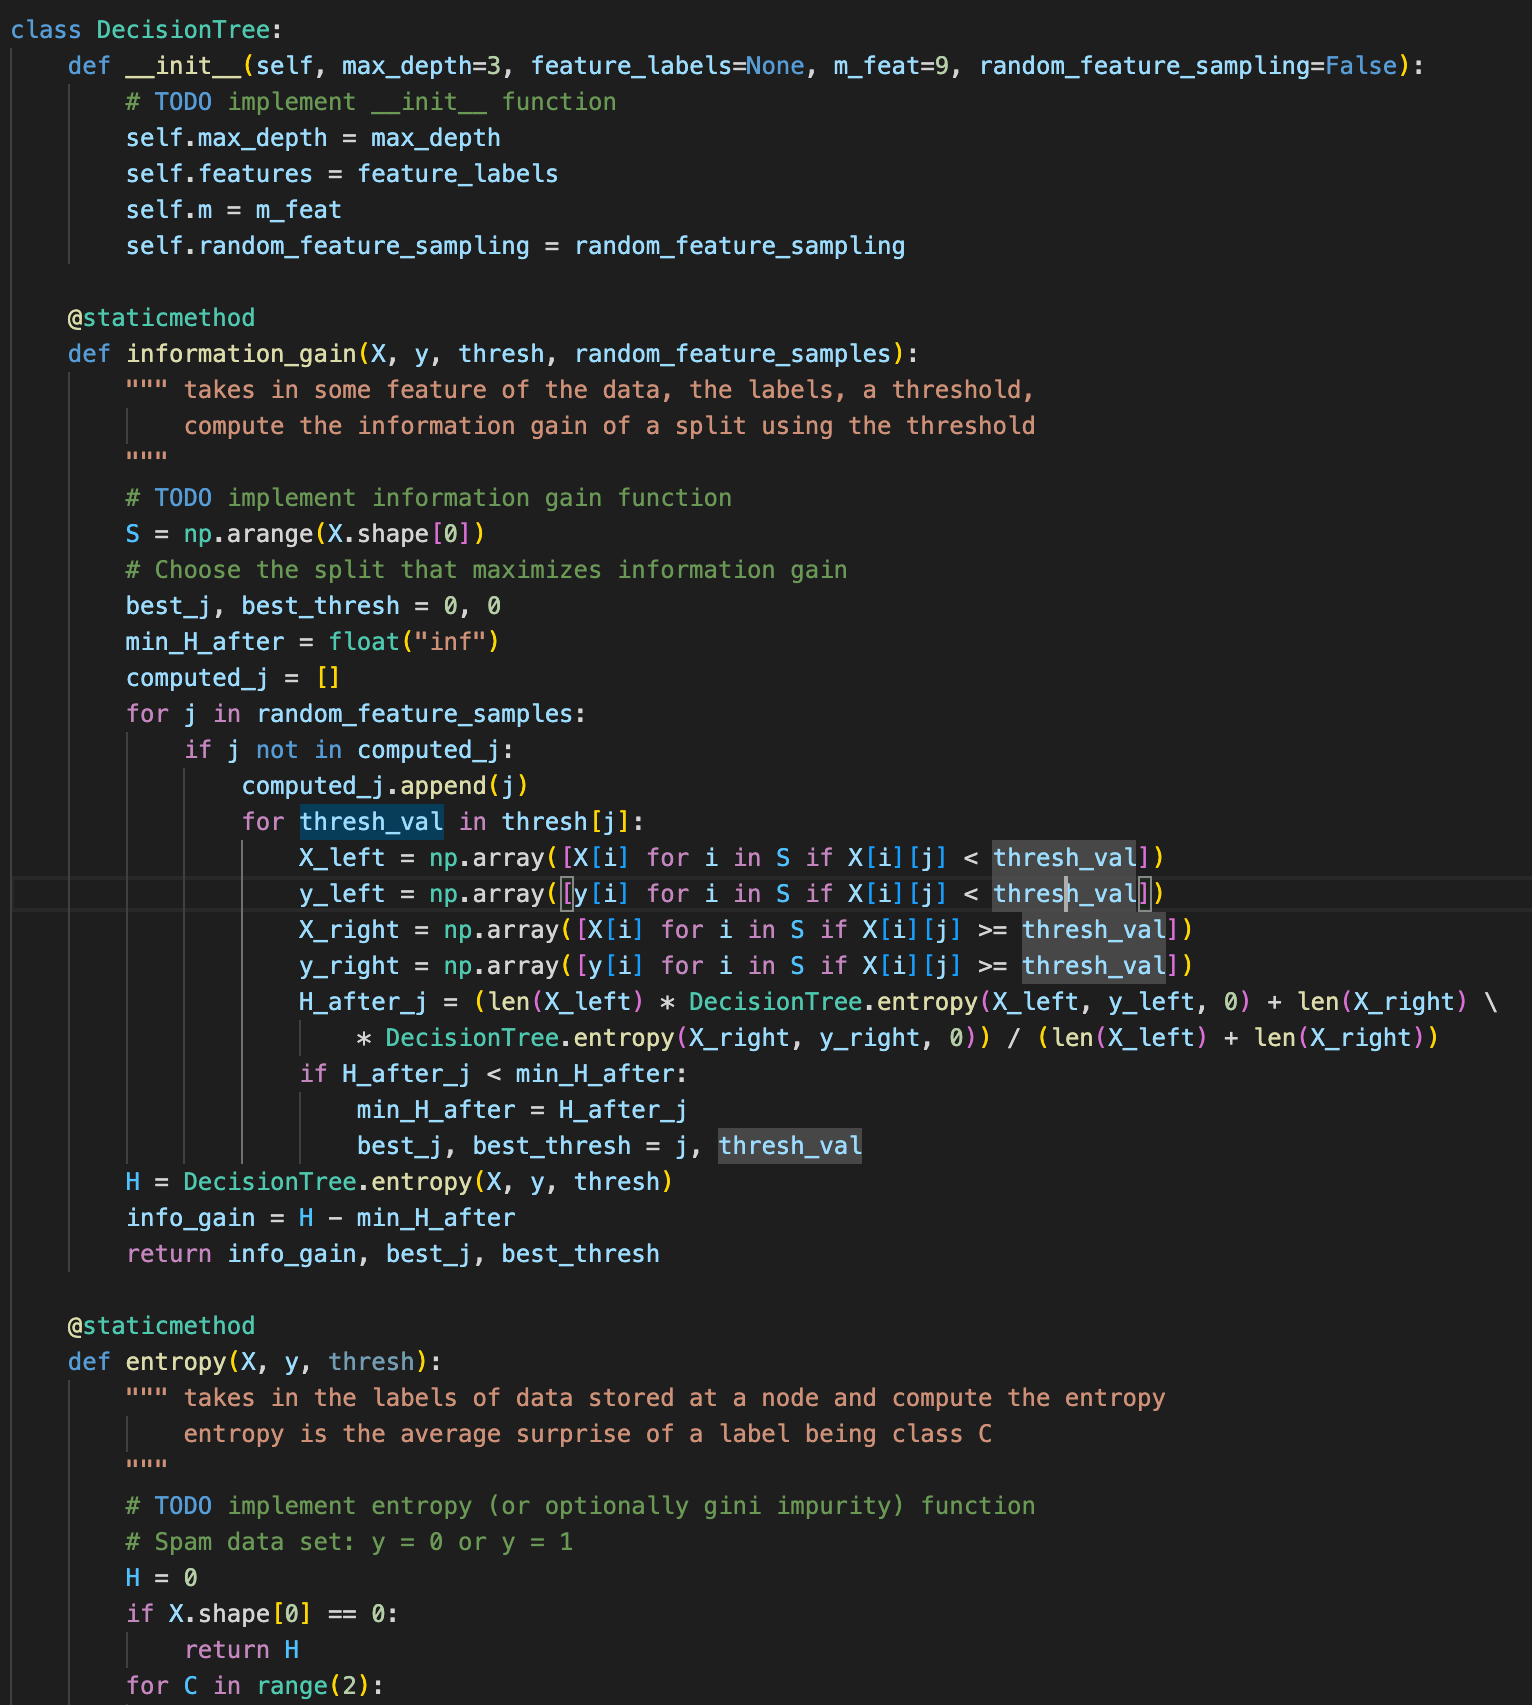 class DecisionTree:
    def __init__(self, max_depth=3, feature_labels=None, m_feat=9, random_feature_sampling=False):
        # TODO implement __init__ function
        self.max_depth = max_depth
        self.features = feature_labels
        self.m = m_feat
        self.random_feature_sampling = random_feature_sampling

    @staticmethod
    def information_gain(X, y, thresh, random_feature_samples):
        """ takes in some feature of the data, the labels, a threshold,
            compute the information gain of a split using the threshold
        """
        # TODO implement information gain function
        S = np.arange(X.shape[0])
        # Choose the split that maximizes information gain
        best_j, best_thresh = 0, 0
        min_H_after = float("inf")
        computed_j = []
        for j in random_feature_samples:
            if j not in computed_j:
                computed_j.append(j)
                for thresh_val in thresh[j]:
                    X_left = np.array([X[i] for i in S if X[i][j] < thresh_val])
                    y_left = np.array([y[i] for i in S if X[i][j] < thresh_val])
                    X_right = np.array([X[i] for i in S if X[i][j] >= thresh_val])
                    y_right = np.array([y[i] for i in S if X[i][j] >= thresh_val])
                    H_after_j = (len(X_left) * DecisionTree.entropy(X_left, y_left, 0) + len(X_right) \
                        * DecisionTree.entropy(X_right, y_right, 0)) / (len(X_left) + len(X_right))
                    if H_after_j < min_H_after:
                        min_H_after = H_after_j
                        best_j, best_thresh = j, thresh_val
        H = DecisionTree.entropy(X, y, thresh)
        info_gain = H - min_H_after
        return info_gain, best_j, best_thresh

    @staticmethod
    def entropy(X, y, thresh):
        """ takes in the labels of data stored at a node and compute the entropy
            entropy is the average surprise of a label being class C
        """
        # TODO implement entropy (or optionally gini impurity) function
        # Spam data set: y = 0 or y = 1
        H = 0
        if X.shape[0] == 0:
            return H
        for C in range(2):